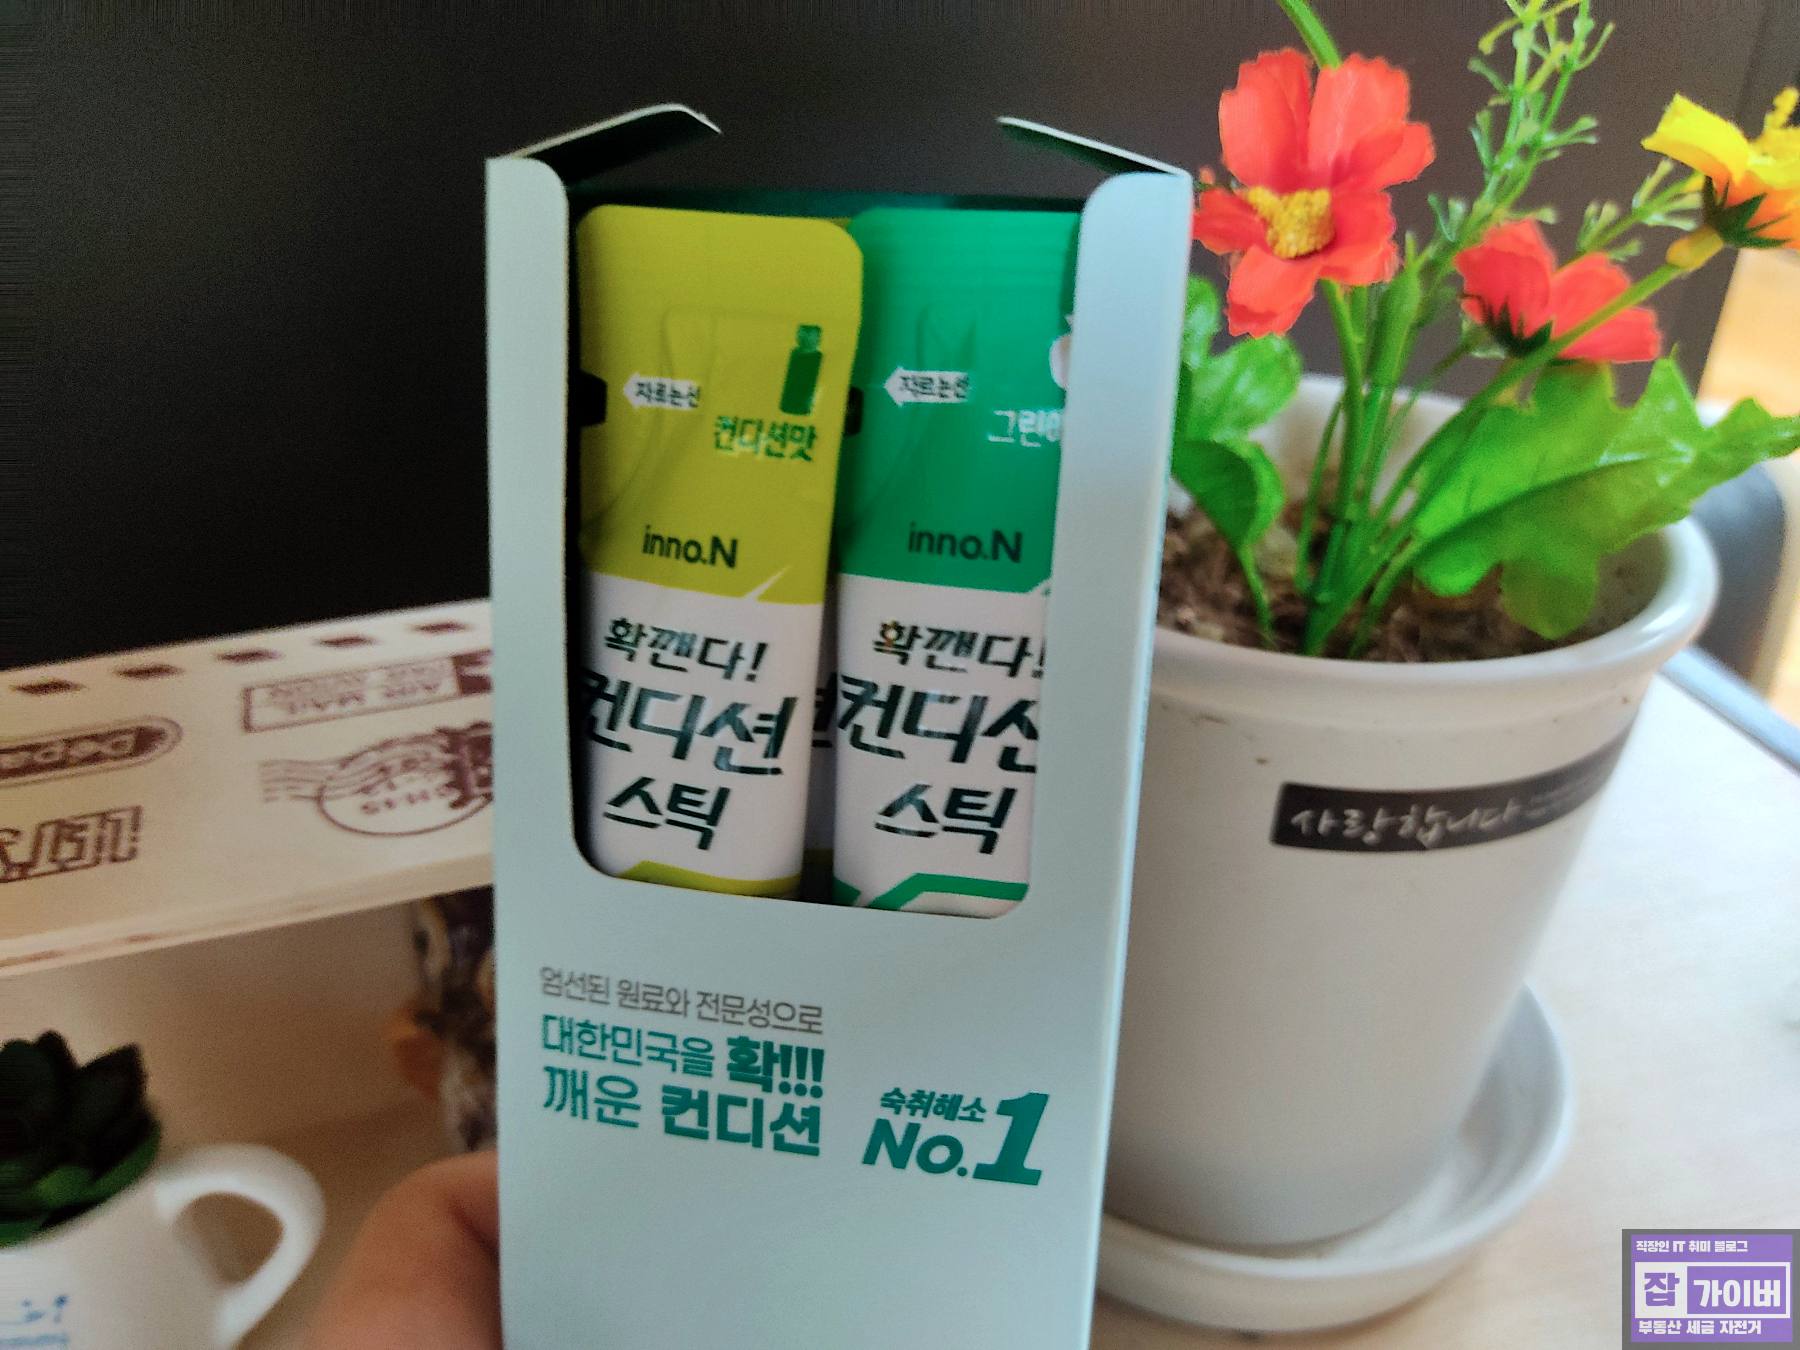 자르는선
컨디션맛
inno.N
확깬다!
컨디션
스틱
자르는선
inno.N
확깬다!
컨디션
스틱
엄선된 원료와 전문성으로
대한민국을 확!!!
깨운 컨디션
숙취해소
No.1
AIR MAIL
사랑합니다
직장인 IT 취미 블로그
잡가이버
부동산 세금 자전거